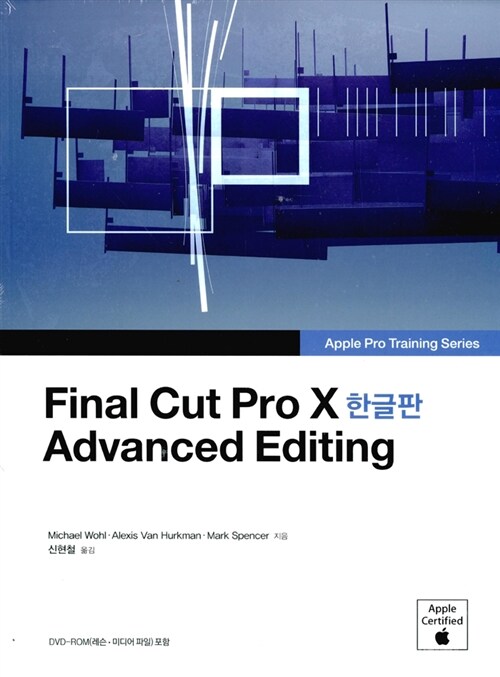 Apple Pro Training Series
Final Cut Pro X 한글판
Advanced Editing
Michael Wohl · Alexis Van Hurkman · Mark Spencer 지음
신현철 옮김
Apple
Certified
DVD-ROM(레슨 + 미디어 파일) 포함